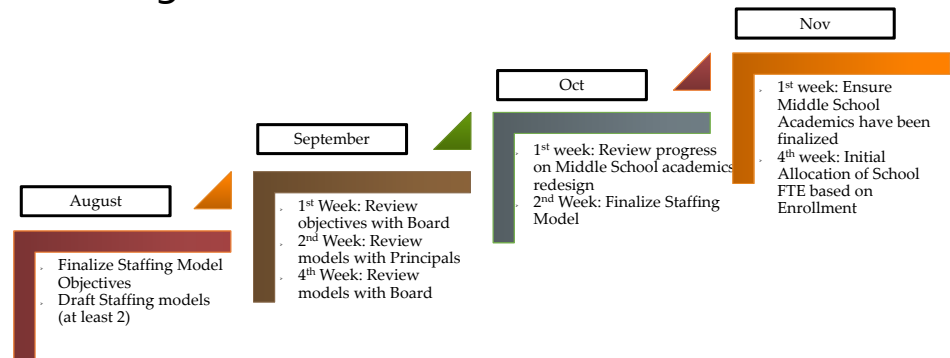 August
Finalize Staffing Model
Objectives
Draft Staffing models
(at least 2)
September
1st Week: Review
objectives with Board
2nd Week: Review
models with Principals
4th Week: Review
models with Board
Oct
1st week: Review progress
on Middle School academics
redesign
2nd Week: Finalize Staffing
Model
Nov
1st week: Ensure
Middle School
Academics have been
finalized
4th week: Initial
Allocation of School
FTE based on
Enrollment